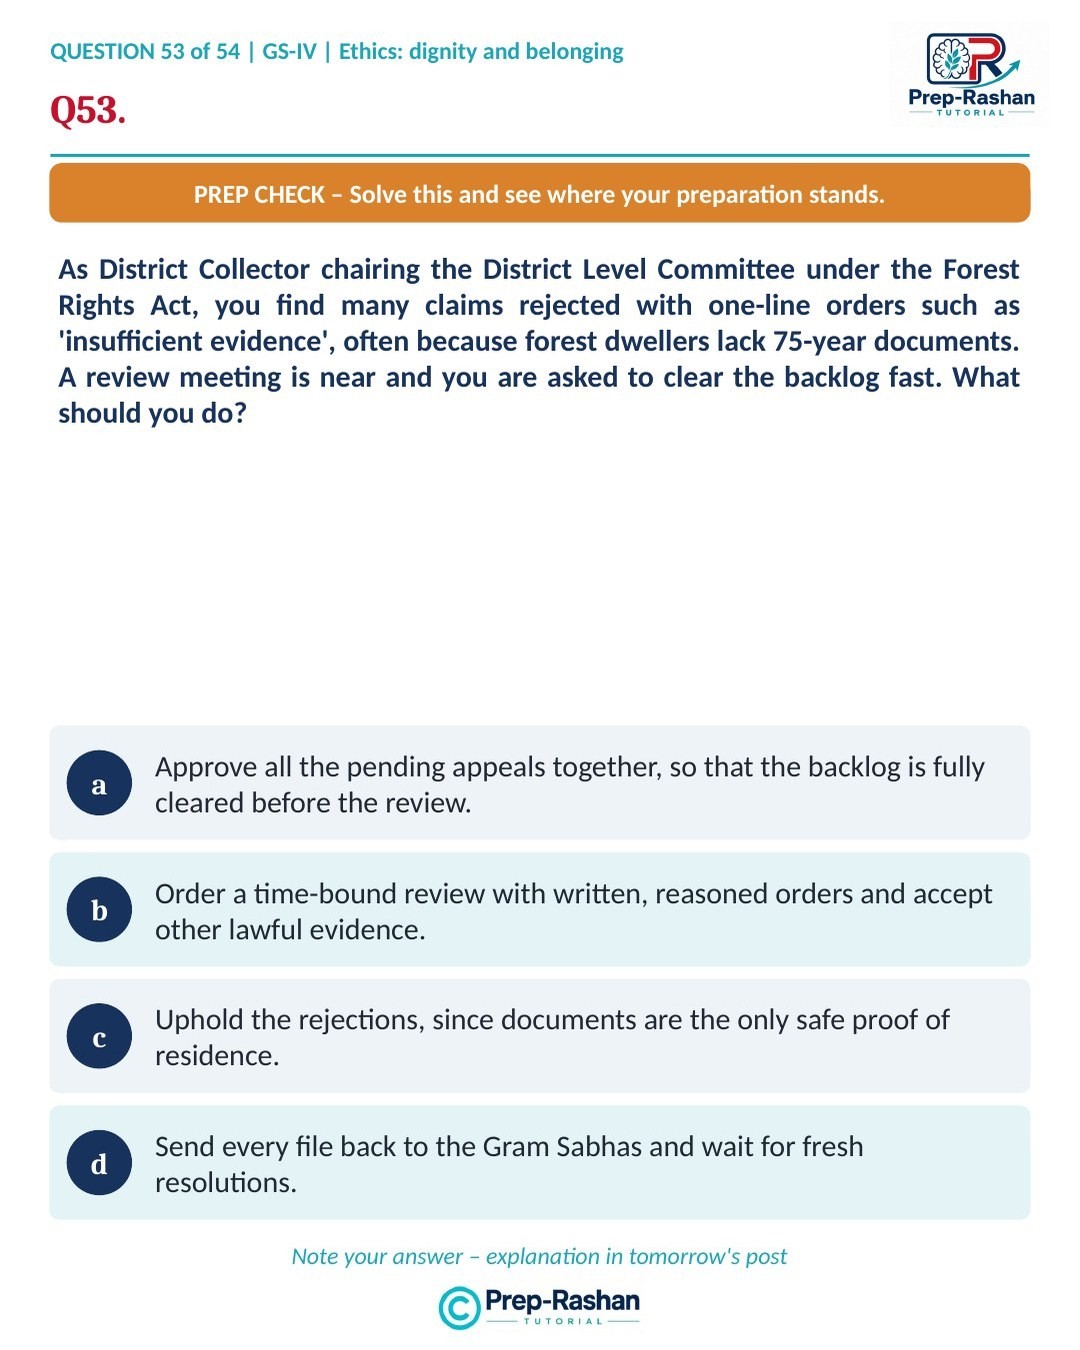 QUESTION 53 of 54 | GS-IV | Ethics: dignity and belonging
Q53.
R
Prep-Rashan
TUTORIAL
PREP CHECK – Solve this and see where your preparation stands.
As District Collector chairing the District Level Committee under the Forest
Rights Act, you find many claims rejected with one-line orders such as
'insufficient evidence', often because forest dwellers lack 75-year documents.
A review meeting is near and you are asked to clear the backlog fast. What
should you do?
a
Approve all the pending appeals together, so that the backlog is fully
cleared before the review.
b
Order a time-bound review with written, reasoned orders and accept
other lawful evidence.
c
Uphold the rejections, since documents are the only safe proof of
residence.
d
Send every file back to the Gram Sabhas and wait for fresh
resolutions.
Note your answer – explanation in tomorrow's post
© Prep-Rashan
TUTORIAL